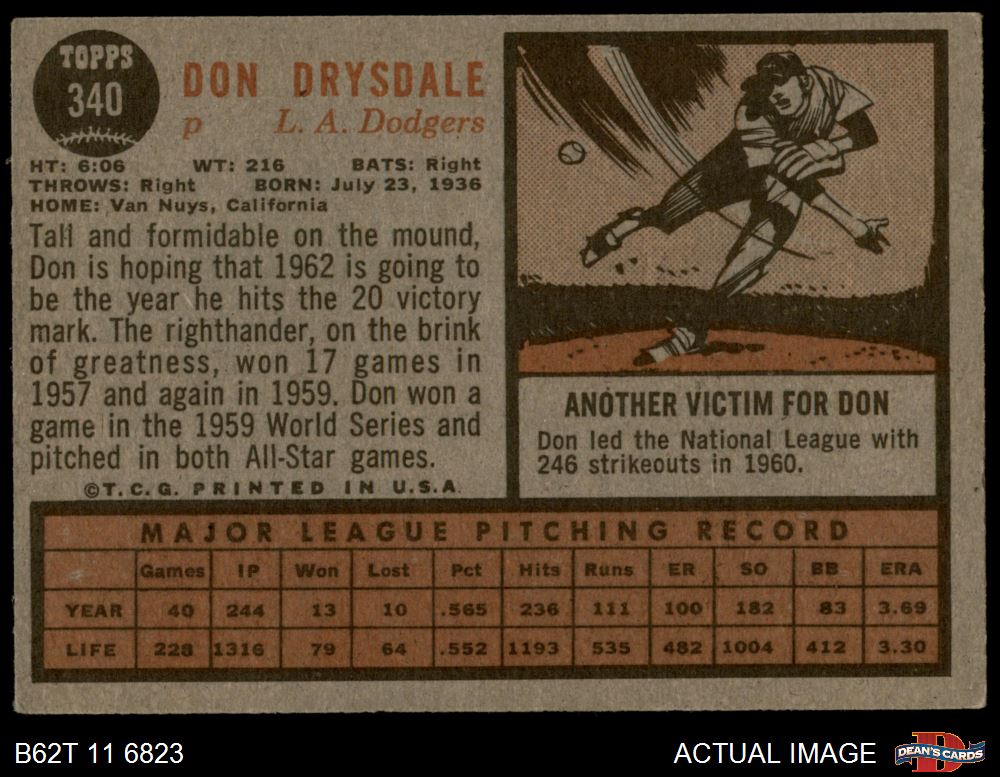 TOPPS
340
DON DRYSDALE
p L. A. Dodgers
HT: 6:06 WT: 216 BATS: Right
THROWS: Right BORN: July 23, 1936
HOME: Van Nuys, California
Tall and formidable on the mound,
Don is hoping that 1962 is going to
be the year he hits the 20 victory
mark. The righthander, on the brink
of greatness, won 17 games in
1957 and again in 1959. Don won a
game in the 1959 World Series and
pitched in both All-Star games.
©T.C.G. PRINTED IN U.S.A.
ANOTHER VICTIM FOR DON
Don led the National League with
246 strikeouts in 1960.
MAJOR LEAGUE PITCHING RECORD
Games IP Won Lost Pct Hits Runs ER SO BB ERA
YEAR 40 244 13 10 .565 236 111 100 182 83 3.69
LIFE 228 1316 79 64 .552 1193 535 482 1004 412 3.30
B62T 11 6823
ACTUAL IMAGE
D
DEAN'S CARDS